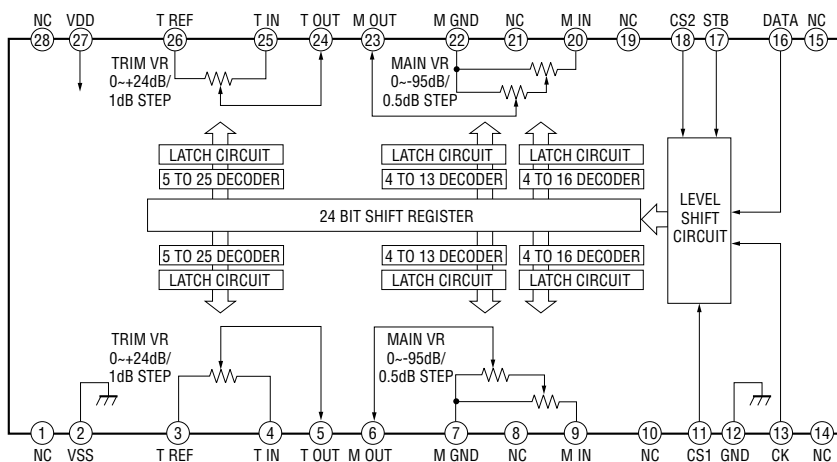 NC VDD T REF T IN T OUT M OUT M GND NC M IN NC CS2 STB DATA NC
28 27 26 25 24 23 22 21 20 19 18 17 16 15
TRIM VR
0~+24dB/
1dB STEP
MAIN VR
0~-95dB/
0.5dB STEP
LATCH CIRCUIT LATCH CIRCUIT LATCH CIRCUIT
5 TO 25 DECODER 4 TO 13 DECODER 4 TO 16 DECODER
24 BIT SHIFT REGISTER
LEVEL
SHIFT
CIRCUIT
5 TO 25 DECODER 4 TO 13 DECODER 4 TO 16 DECODER
LATCH CIRCUIT LATCH CIRCUIT LATCH CIRCUIT
TRIM VR
0~+24dB/
1dB STEP
MAIN VR
0~-95dB/
0.5dB STEP
1 2 3 4 5 6 7 8 9 10 11 12 13 14
NC VSS T REF T IN T OUT M OUT M GND NC M IN NC CS1 GND CK NC